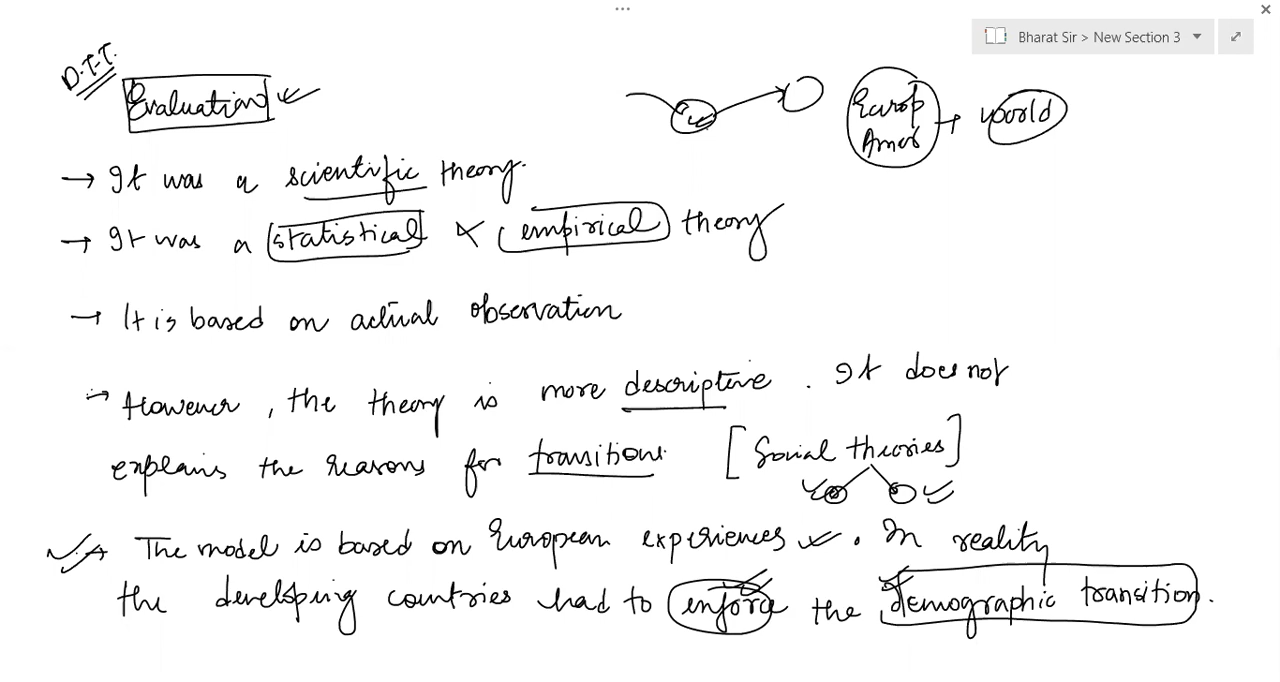 Bharat Sir > New Section 3
D.T.T.
Evaluation
Europ
Amer → world
→ It was a scientific theory.
→ It was a statistical & empirical theory
→ It is based on actual observation
→ However, the theory is more descriptive. It does not
explains the reasons for transitions. [Social theories]
The model is based on European experiences. In reality
the developing countries had to enforce the demographic transition.